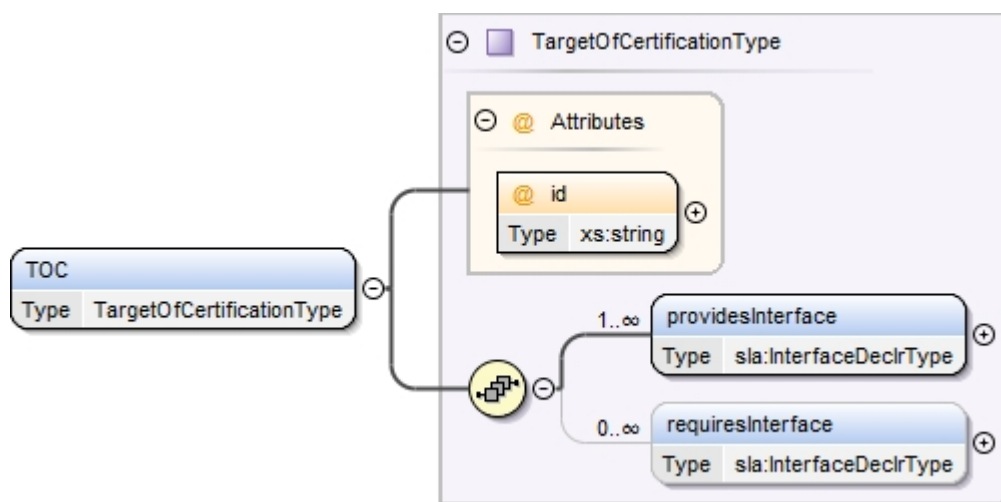 TargetOfCertificationType
@ Attributes
@ id
Type xs:string
TOC
Type TargetOfCertificationType
1..∞ providesInterface
Type sla:InterfaceDeclrType
0..∞ requiresInterface
Type sla:InterfaceDeclrType